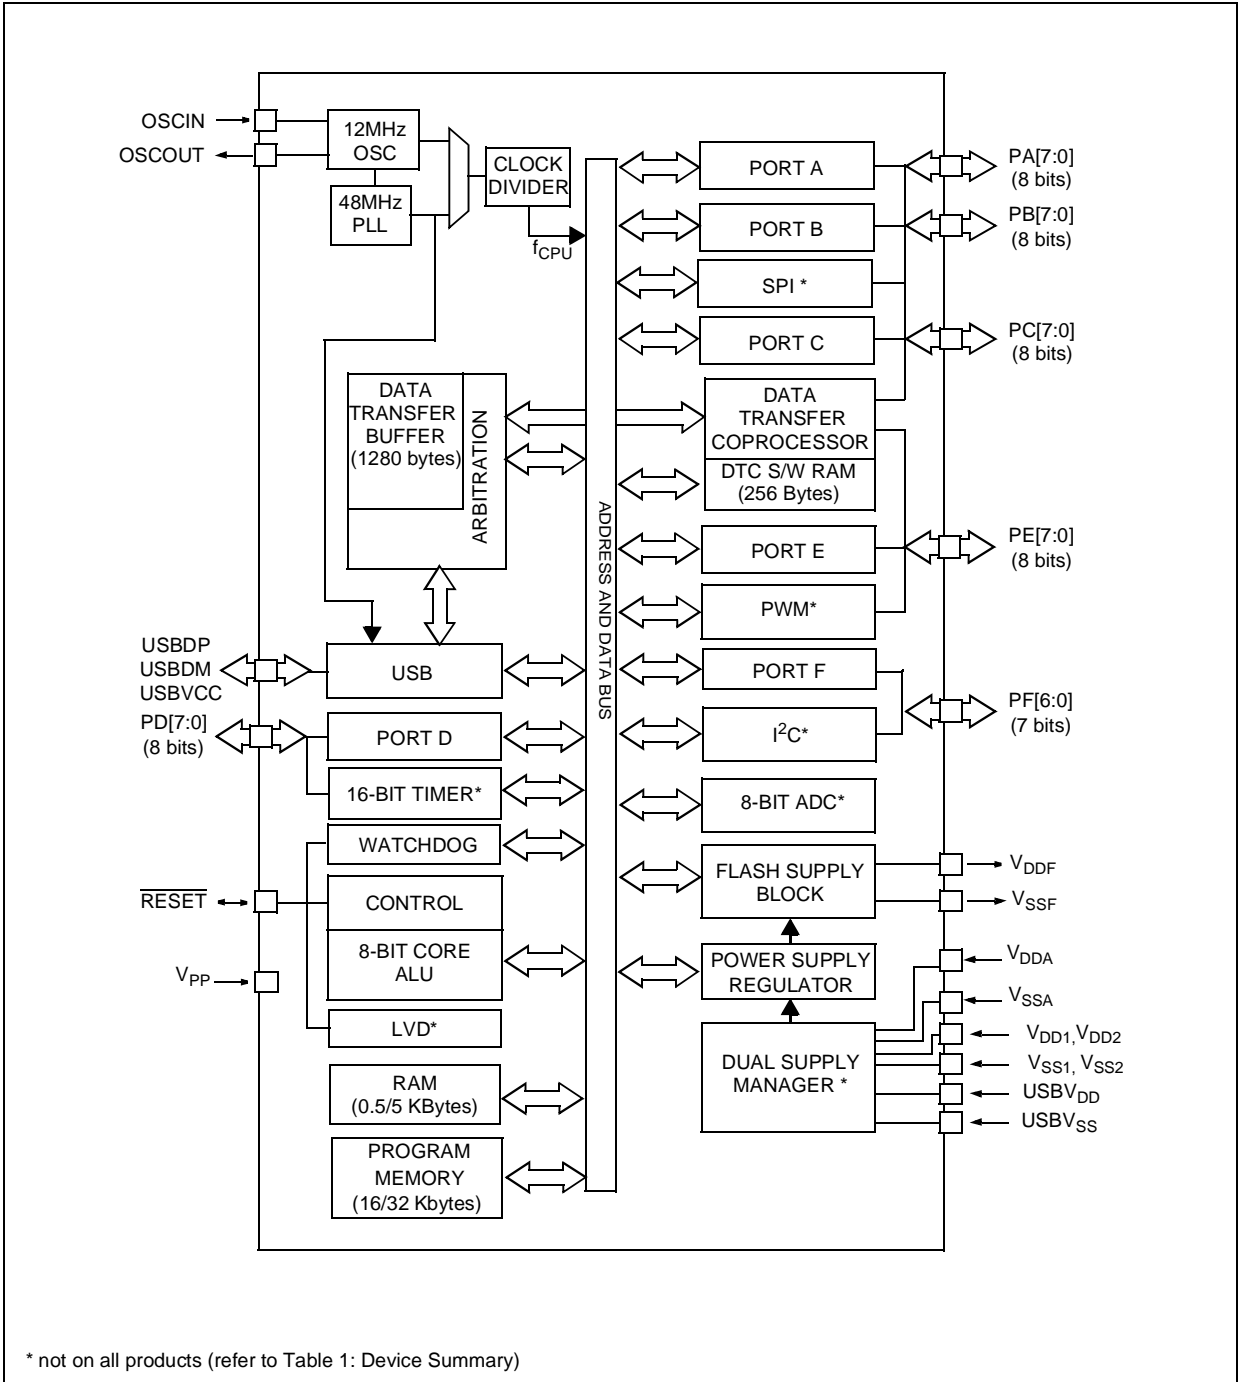 OSCIN
OSCOUT
12MHz
OSC
48MHz
PLL
CLOCK
DIVIDER
fCPU
DATA
TRANSFER
BUFFER
(1280 bytes)
ARBITRATION
USBDP
USBDM
USBVCC
USB
PD[7:0]
(8 bits)
PORT D
16-BIT TIMER*
WATCHDOG
RESET
CONTROL
8-BIT CORE
ALU
VPP
LVD*
RAM
(0.5/5 KBytes)
PROGRAM
MEMORY
(16/32 Kbytes)
ADDRESS AND DATA BUS
PORT A
PA[7:0]
(8 bits)
PORT B
PB[7:0]
(8 bits)
SPI *
PORT C
PC[7:0]
(8 bits)
DATA
TRANSFER
COPROCESSOR
DTC S/W RAM
(256 Bytes)
PORT E
PE[7:0]
(8 bits)
PWM*
PORT F
PF[6:0]
(7 bits)
I2C*
8-BIT ADC*
FLASH SUPPLY
BLOCK
VDDF
VSSF
POWER SUPPLY
REGULATOR
VDDA
VSSA
DUAL SUPPLY
MANAGER *
VDD1,VDD2
VSS1, VSS2
USBVDD
USBVSS
* not on all products (refer to Table 1: Device Summary)